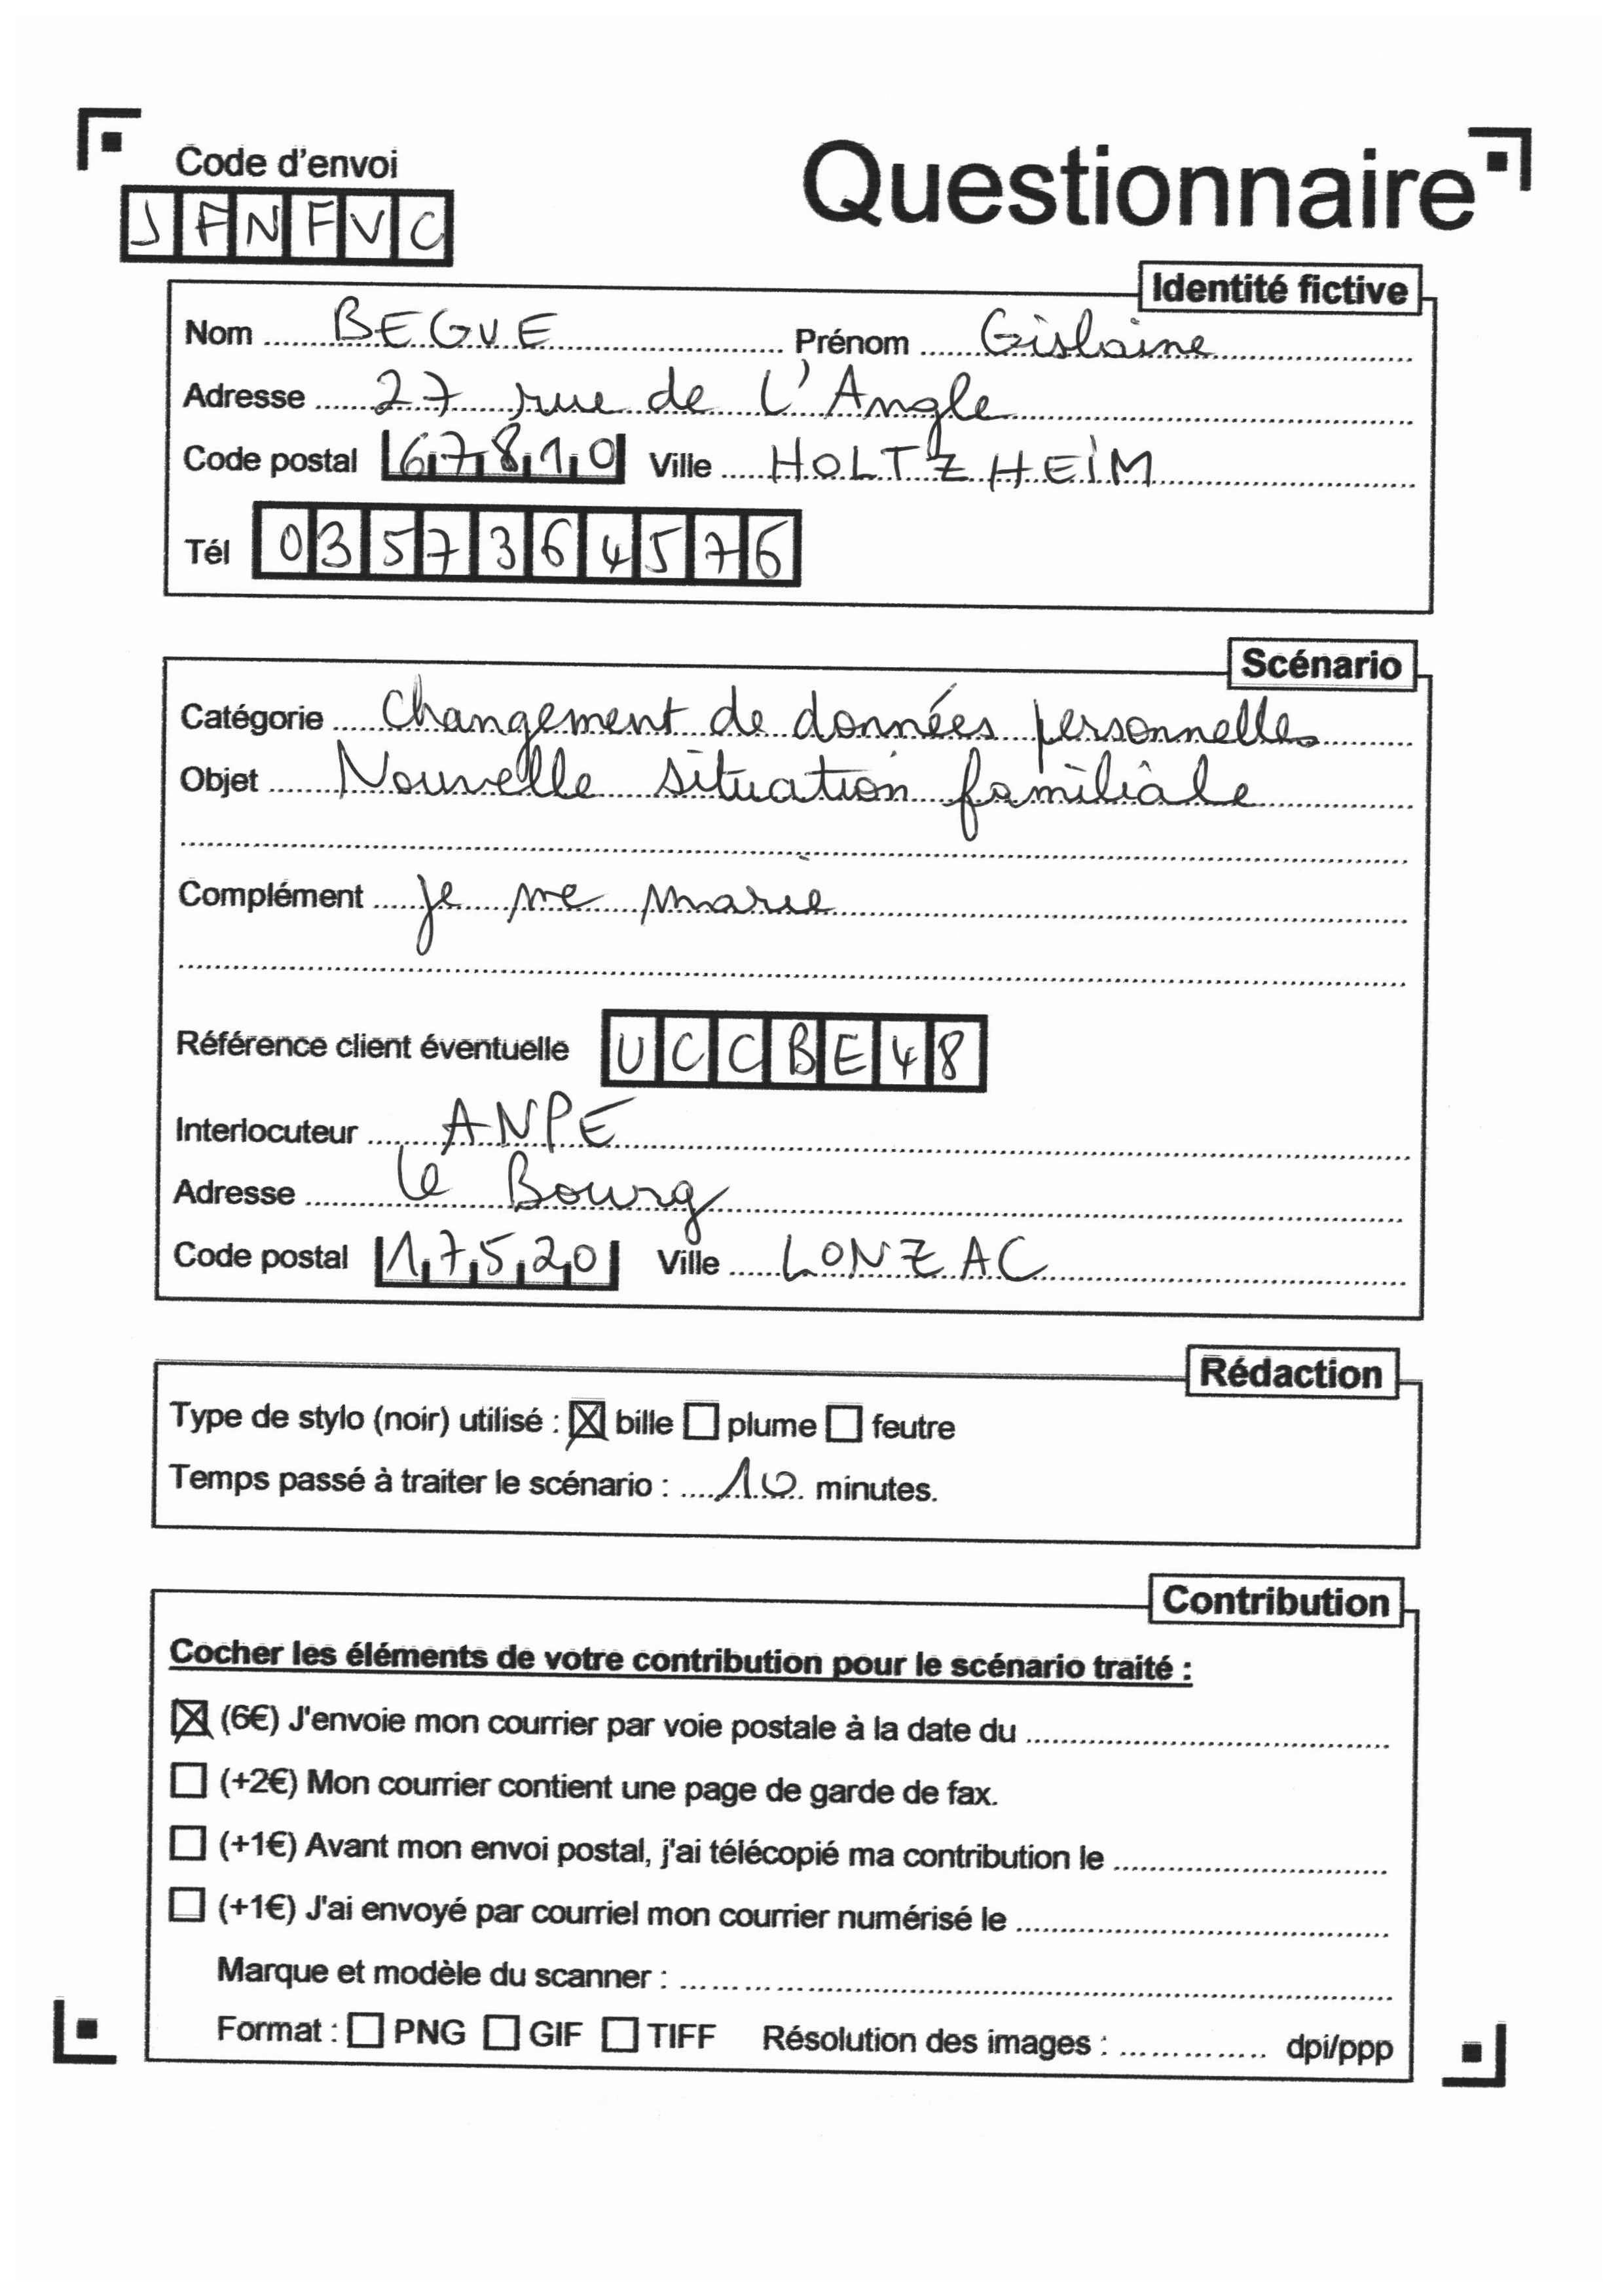 Code d'envoi
Questionnaire
JFNFVC
Identité fictive
Nom BEGUE Prénom Gislaine
Adresse 27 rue de L'Angle
Code postal 67810 Ville HOLTZHEIM
Tél 0357364576
Scénario
Catégorie Changement de données personnelles
Objet Nouvelle situation familiale
Complément je me marie
Référence client éventuelle UCCBE48
Interlocuteur ANPE
Adresse Le Bourg
Code postal 17520 Ville LONZAC
Rédaction
Type de stylo (noir) utilisé : ☒ bille ☐ plume ☐ feutre
Temps passé à traiter le scénario : 10 minutes.
Contribution
Cocher les éléments de votre contribution pour le scénario traité :
☒ (6€) J'envoie mon courrier par voie postale à la date du
☐ (+2€) Mon courrier contient une page de garde de fax.
☐ (+1€) Avant mon envoi postal, j'ai télécopié ma contribution le
☐ (+1€) J'ai envoyé par courriel mon courrier numérisé le
Marque et modèle du scanner :
Format : ☐ PNG ☐ GIF ☐ TIFF Résolution des images : dpi/ppp